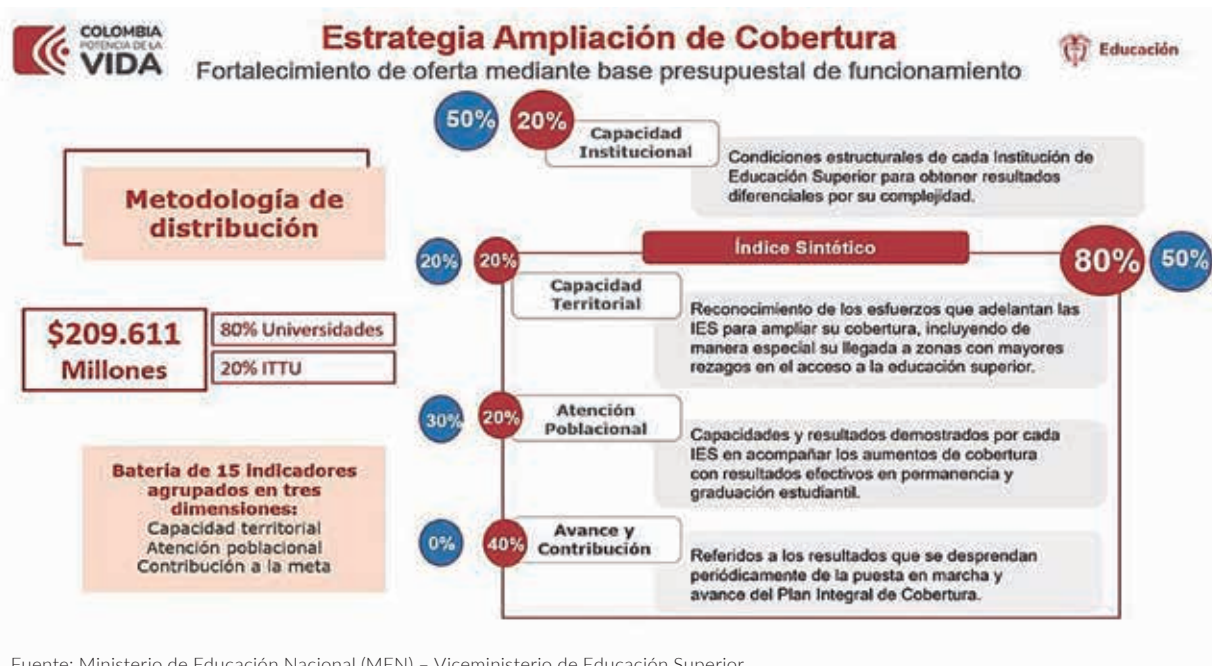 COLOMBIA
POTENCIA DE LA
VIDA
Estrategia Ampliación de Cobertura
Fortalecimiento de oferta mediante base presupuestal de funcionamiento
Educación
50%
20%
Capacidad
Institucional
Condiciones estructurales de cada Institución de
Educación Superior para obtener resultados
diferenciales por su complejidad.
Metodología de
distribución
Índice Sintético
80%
50%
20%
20%
Capacidad
Territorial
Reconocimiento de los esfuerzos que adelantan las
IES para ampliar su cobertura, incluyendo de
manera especial su llegada a zonas con mayores
rezagos en el acceso a la educación superior.
$209.611
Millones
80% Universidades
20% ITTU
30%
20%
Atención
Poblacional
Capacidades y resultados demostrados por cada
IES en acompañar los aumentos de cobertura
con resultados efectivos en permanencia y
graduación estudiantil.
Batería de 15 indicadores
agrupados en tres
dimensiones:
Capacidad territorial
Atención poblacional
Contribución a la meta
0%
40%
Avance y
Contribución
Referidos a los resultados que se desprendan
periódicamente de la puesta en marcha y
avance del Plan Integral de Cobertura.
Fuente: Ministerio de Educación Nacional (MEN) – Viceministerio de Educación Superior